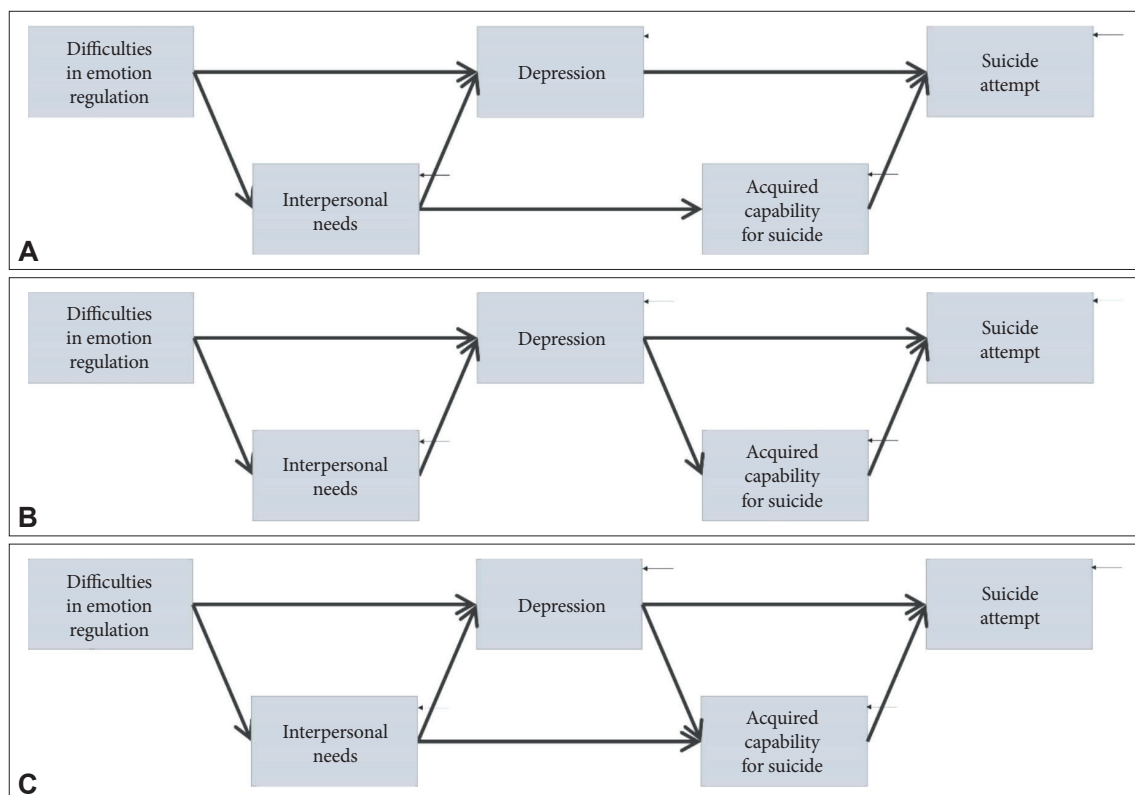 Difficulties
in emotion
regulation
Depression
Suicide
attempt
Interpersonal
needs
Acquired
capability
for suicide
A
Difficulties
in emotion
regulation
Depression
Suicide
attempt
Interpersonal
needs
Acquired
capability
for suicide
B
Difficulties
in emotion
regulation
Depression
Suicide
attempt
Interpersonal
needs
Acquired
capability
for suicide
C